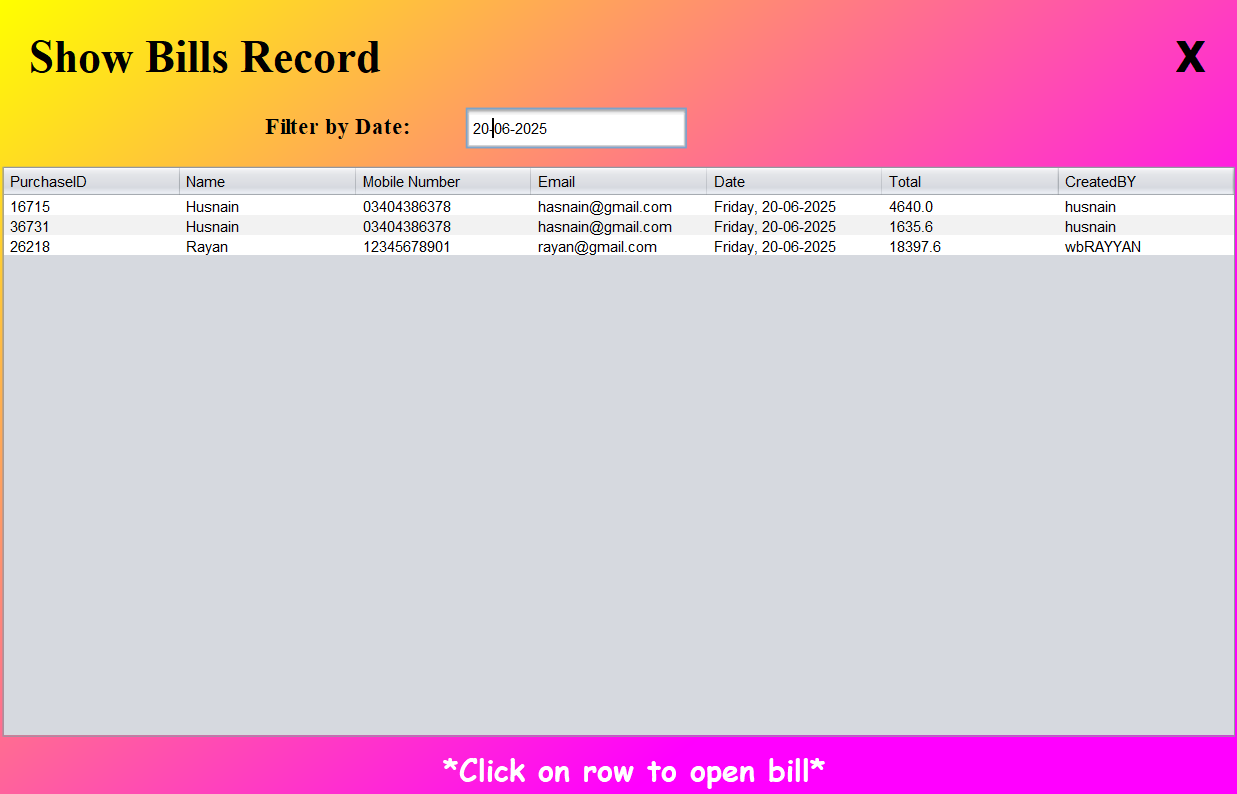 Show Bills Record X
Filter by Date: 20-06-2025
PurchaseID Name Mobile Number Email Date Total CreatedBY
16715 Husnain 03404386378 hasnain@gmail.com Friday, 20-06-2025 4640.0 husnain
36731 Husnain 03404386378 hasnain@gmail.com Friday, 20-06-2025 1635.6 husnain
26218 Rayan 12345678901 rayan@gmail.com Friday, 20-06-2025 18397.6 wbRAYYAN
*Click on row to open bill*